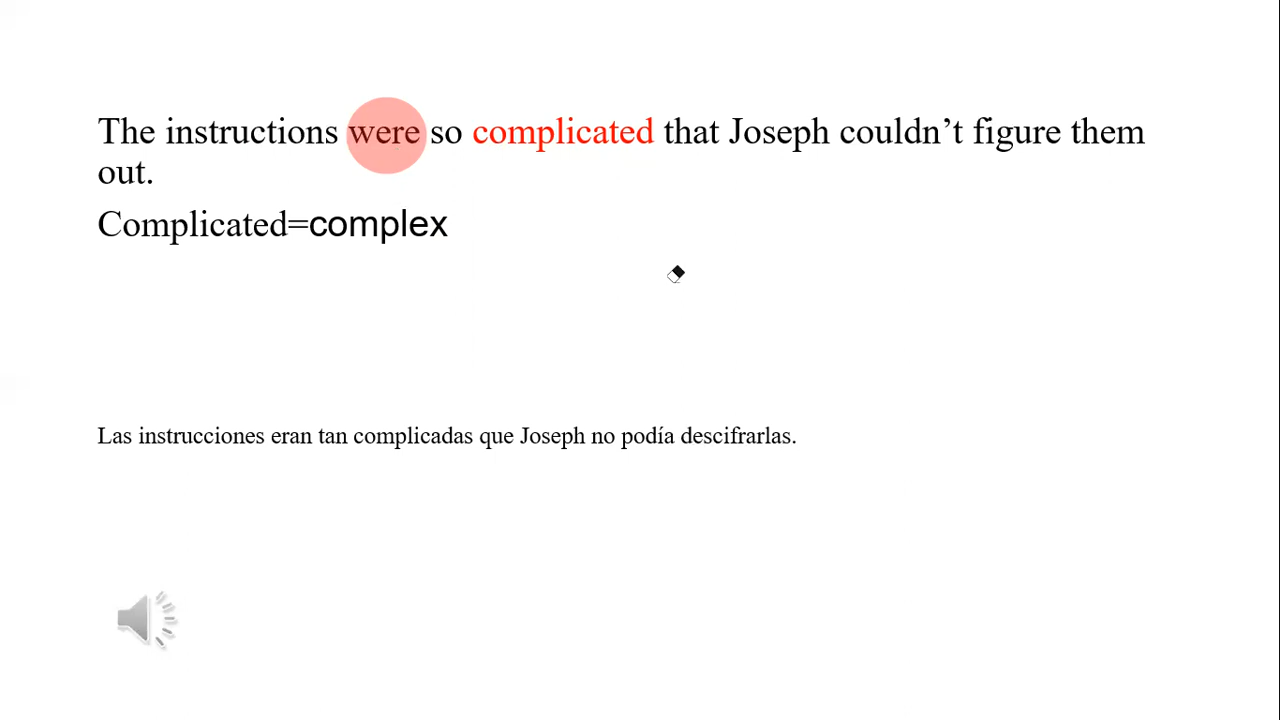 The instructions were so complicated that Joseph couldn’t figure them
out.
Complicated=complex
Las instrucciones eran tan complicadas que Joseph no podía descifrarlas.